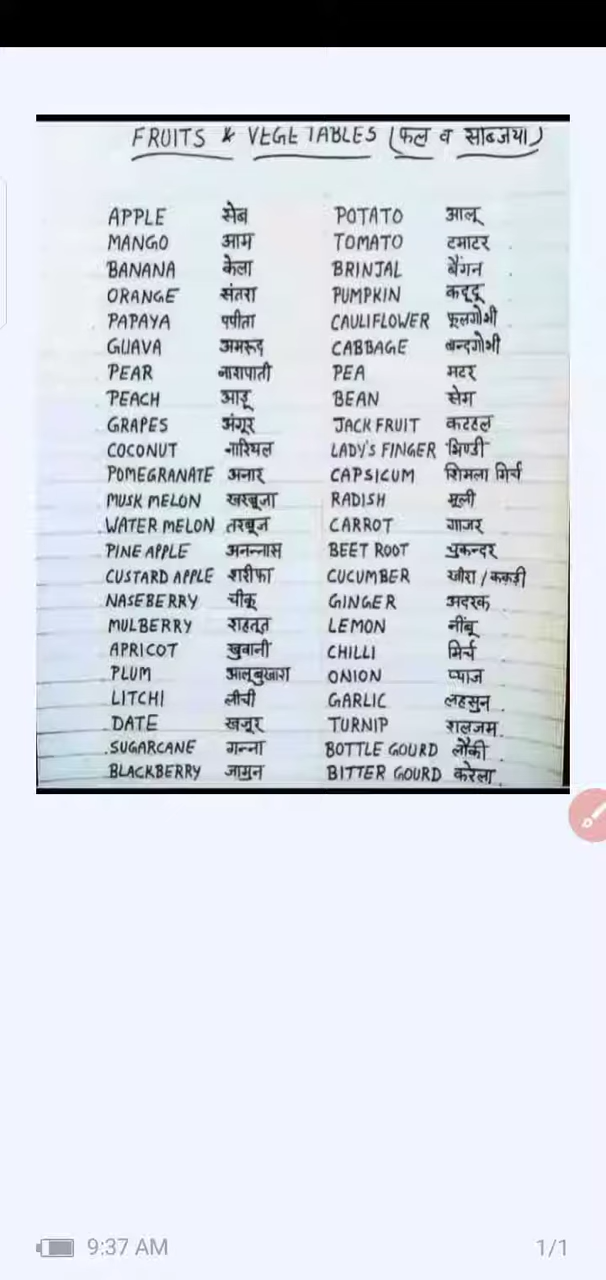 FRUITS & VEGETABLES (फल व सब्जियां)
APPLE सेब POTATO आलू
MANGO आम TOMATO टमाटर
BANANA केला BRINJAL बैंगन
ORANGE संतरा PUMPKIN कद्दू
PAPAYA पपीता CAULIFLOWER फूलगोभी
GUAVA अमरूद CABBAGE बन्दगोभी
PEAR नाशपाती PEA मटर
PEACH आड़ू BEAN सेम
GRAPES अंगूर JACK FRUIT कटहल
COCONUT नारियल LADY'S FINGER भिण्डी
POMEGRANATE अनार CAPSICUM शिमला मिर्च
MUSK MELON खरबूजा RADISH मूली
WATER MELON तरबूज CARROT गाजर
PINE APPLE अनन्नास BEET ROOT चुकन्दर
CUSTARD APPLE शरीफा CUCUMBER खीरा / ककड़ी
NASEBERRY चीकू GINGER अदरक
MULBERRY शहतूत LEMON नींबू
APRICOT खुबानी CHILLI मिर्च
PLUM आलूबुखारा ONION प्याज
LITCHI लीची GARLIC लहसुन
DATE खजूर TURNIP शलजम
SUGARCANE गन्ना BOTTLE GOURD लौकी
BLACKBERRY जामुन BITTER GOURD करेला
9:37 AM 1/1